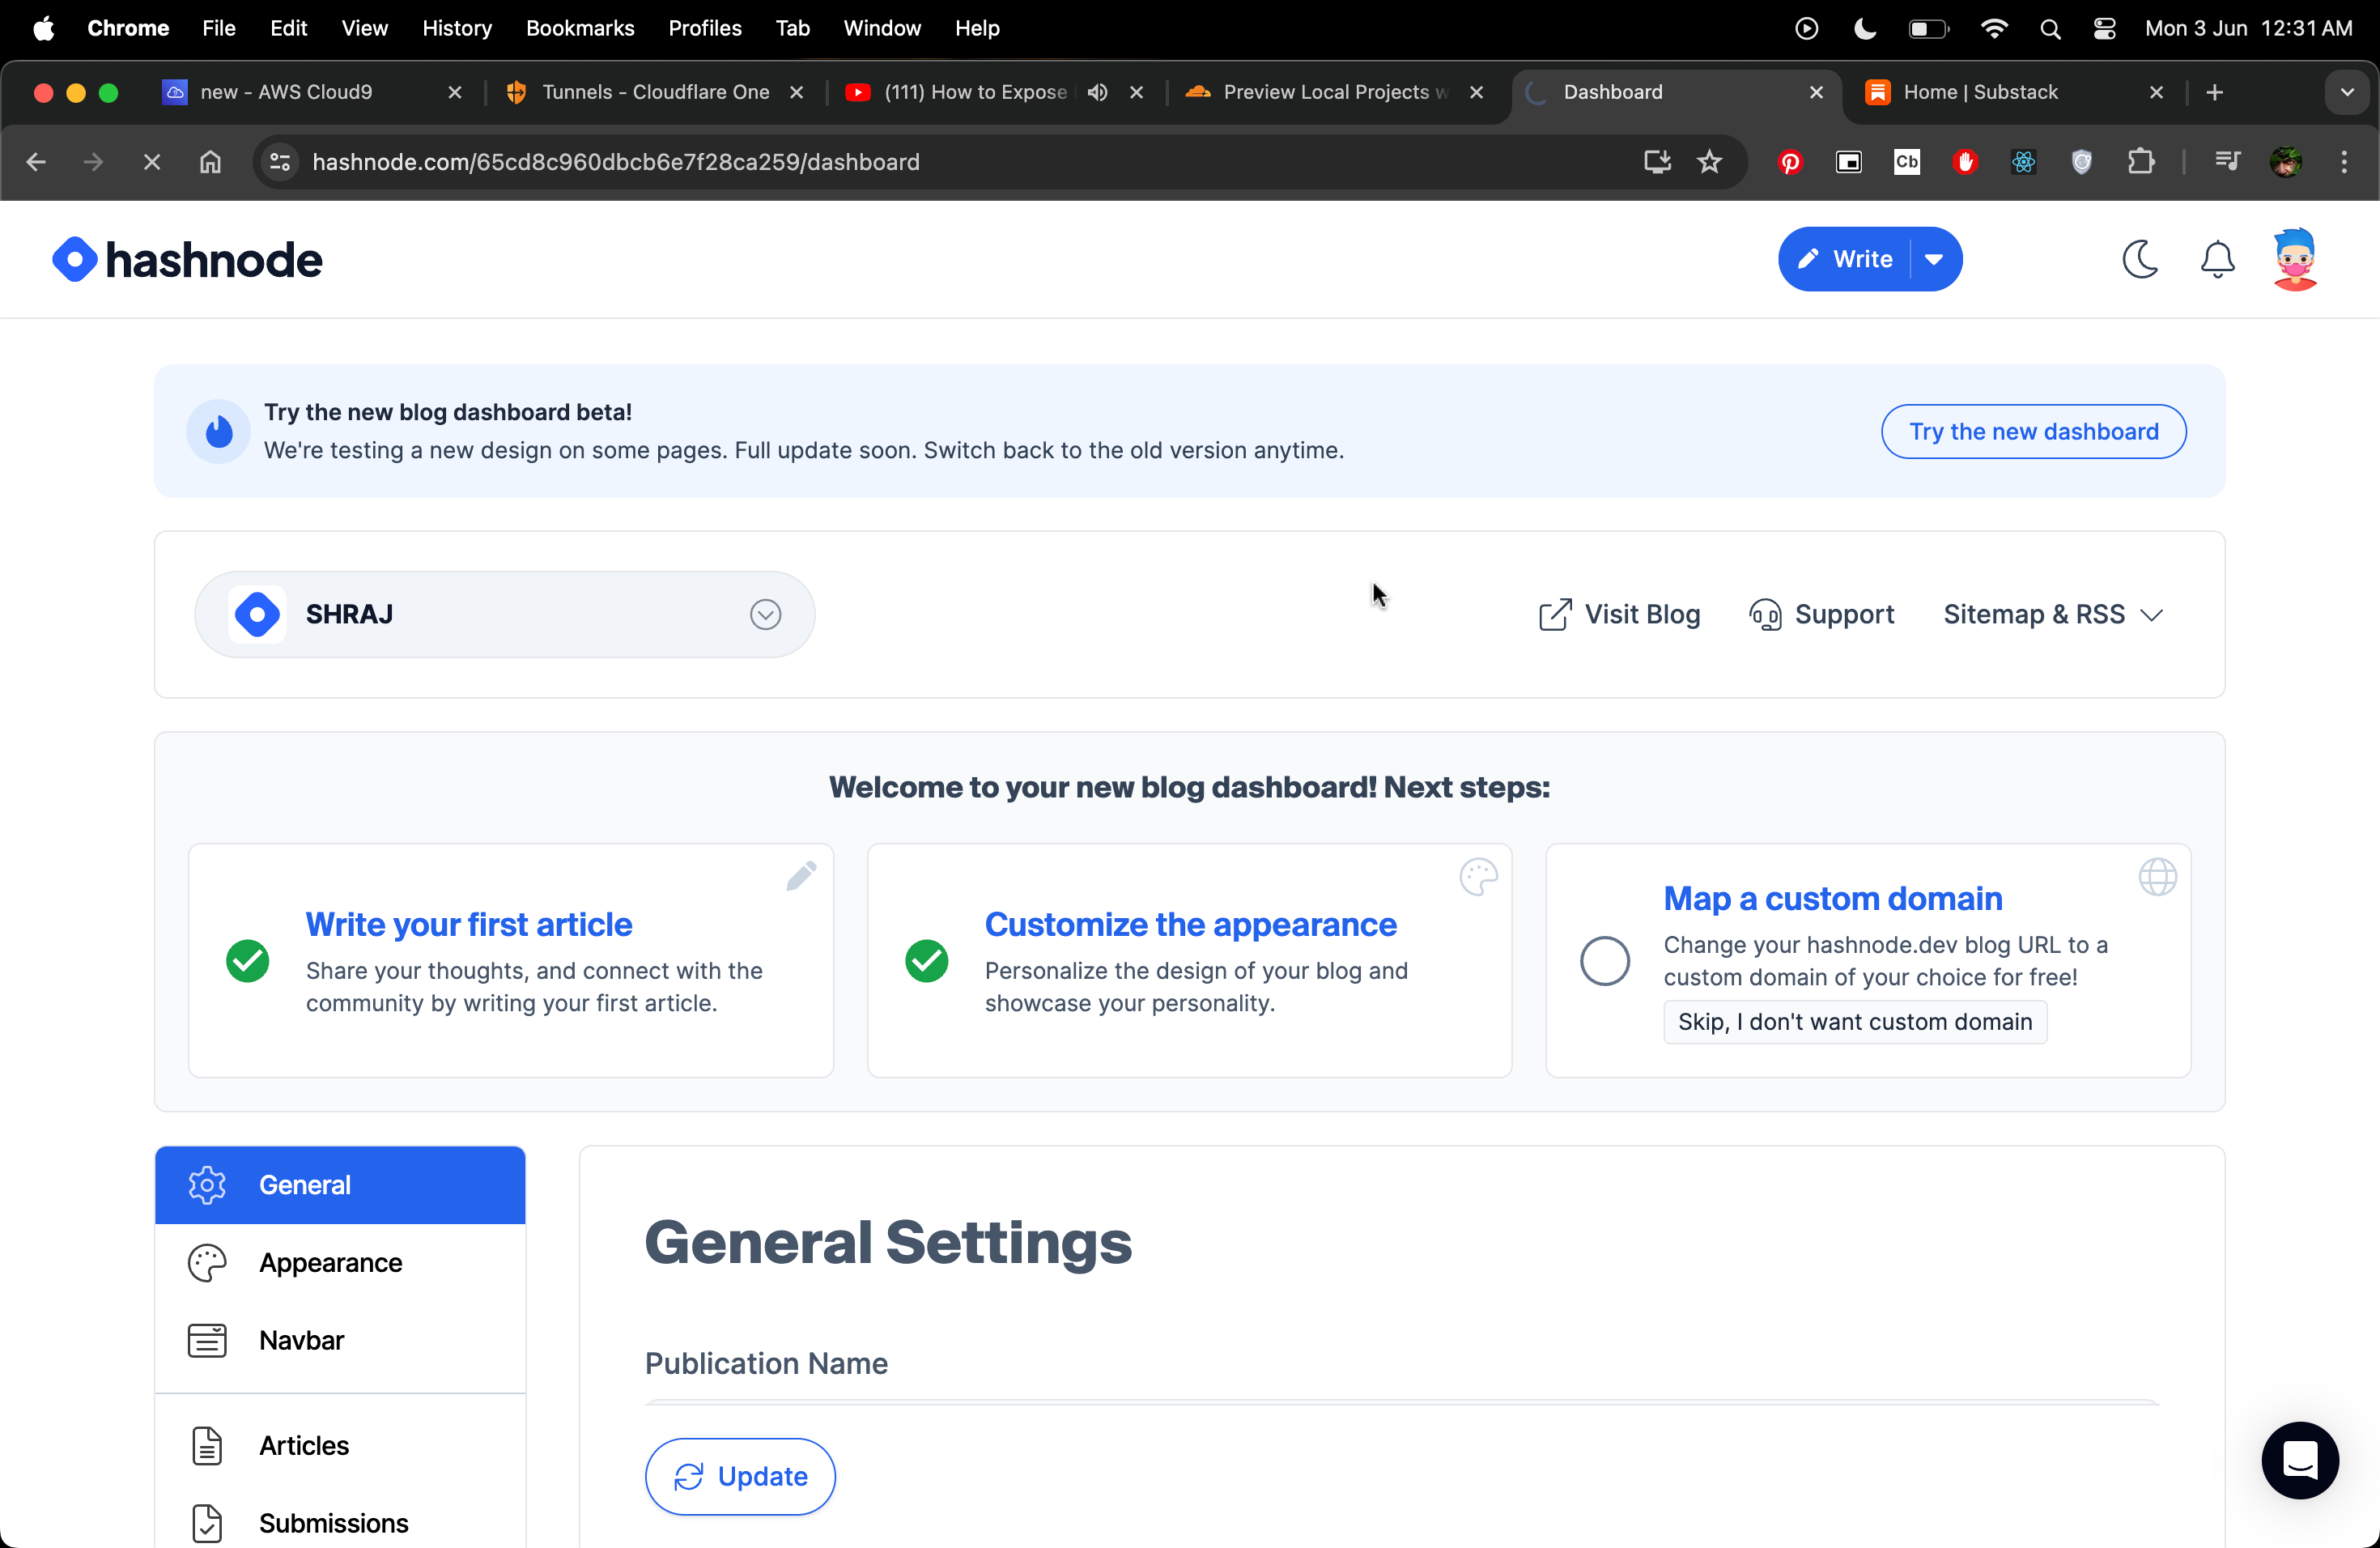 Chrome File Edit View History Bookmarks Profiles Tab Window Help Mon 3 Jun 12:31 AM
new - AWS Cloud9 Tunnels - Cloudflare One (111) How to Expose Preview Local Projects w Dashboard Home | Substack
hashnode.com/65cd8c960dbcb6e7f28ca259/dashboard Cb
hashnode Write
Try the new blog dashboard beta!
We're testing a new design on some pages. Full update soon. Switch back to the old version anytime.
Try the new dashboard
SHRAJ Visit Blog Support Sitemap & RSS
Welcome to your new blog dashboard! Next steps:
Write your first article
Share your thoughts, and connect with the
community by writing your first article.
Customize the appearance
Personalize the design of your blog and
showcase your personality.
Map a custom domain
Change your hashnode.dev blog URL to a
custom domain of your choice for free!
Skip, I don't want custom domain
General
Appearance
Navbar
Articles
Submissions
General Settings
Publication Name
Update